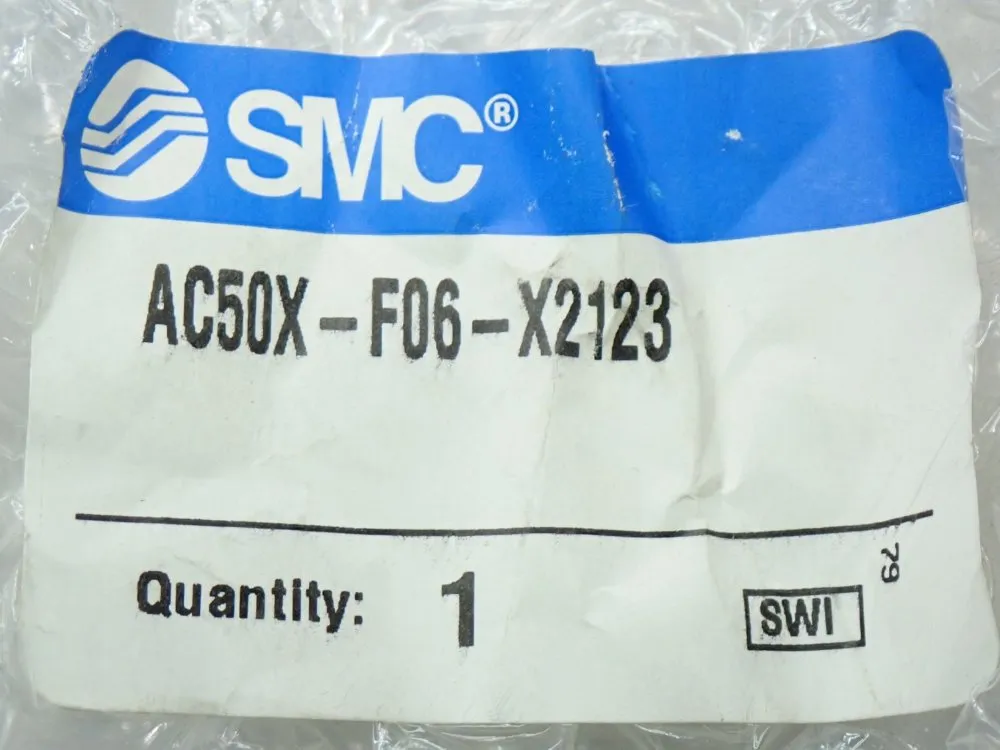 SMC®
AC50X-F06-X2123
79
Quantity: 1
SWI